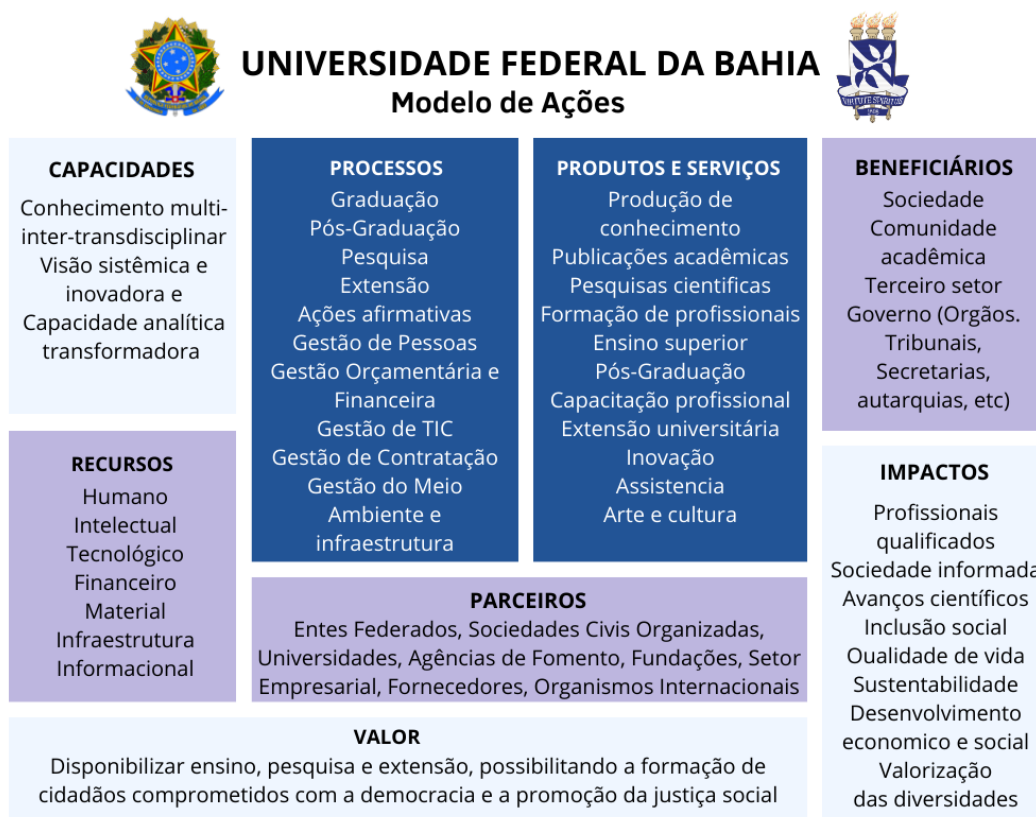 UNIVERSIDADE FEDERAL DA BAHIA
Modelo de Ações
CAPACIDADES
Conhecimento multi-
inter-transdisciplinar
Visão sistêmica e
inovadora e
Capacidade analítica
transformadora
RECURSOS
Humano
Intelectual
Tecnológico
Financeiro
Material
Infraestrutura
Informacional
PROCESSOS
Graduação
Pós-Graduação
Pesquisa
Extensão
Ações afirmativas
Gestão de Pessoas
Gestão Orçamentária e
Financeira
Gestão de TIC
Gestão de Contratação
Gestão do Meio
Ambiente e
infraestrutura
PRODUTOS E SERVIÇOS
Produção de
conhecimento
Publicações acadêmicas
Pesquisas cientificas
Formação de profissionais
Ensino superior
Pós-Graduação
Capacitação profissional
Extensão universitária
Inovação
Assistencia
Arte e cultura
PARCEIROS
Entes Federados, Sociedades Civis Organizadas,
Universidades, Agências de Fomento, Fundações, Setor
Empresarial, Fornecedores, Organismos Internacionais
VALOR
Disponibilizar ensino, pesquisa e extensão, possibilitando a formação de
cidadãos comprometidos com a democracia e a promoção da justiça social
BENEFICIÁRIOS
Sociedade
Comunidade
acadêmica
Terceiro setor
Governo (Orgãos.
Tribunais,
Secretarias,
autarquias, etc)
IMPACTOS
Profissionais
qualificados
Sociedade informada
Avanços científicos
Inclusão social
Oualidade de vida
Sustentabilidade
Desenvolvimento
economico e social
Valorização
das diversidades